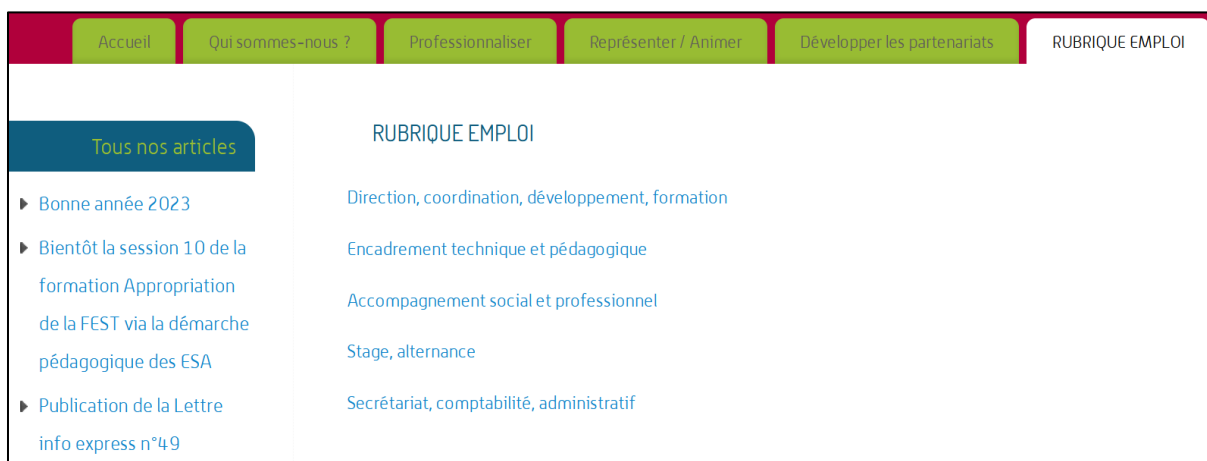 Accueil
Qui sommes-nous ?
Professionnaliser
Représenter / Animer
Développer les partenariats
RUBRIQUE EMPLOI
Tous nos articles
Bonne année 2023
Bientôt la session 10 de la
formation Appropriation
de la FEST via la démarche
pédagogique des ESA
Publication de la Lettre
info express n°49
RUBRIQUE EMPLOI
Direction, coordination, développement, formation
Encadrement technique et pédagogique
Accompagnement social et professionnel
Stage, alternance
Secrétariat, comptabilité, administratif